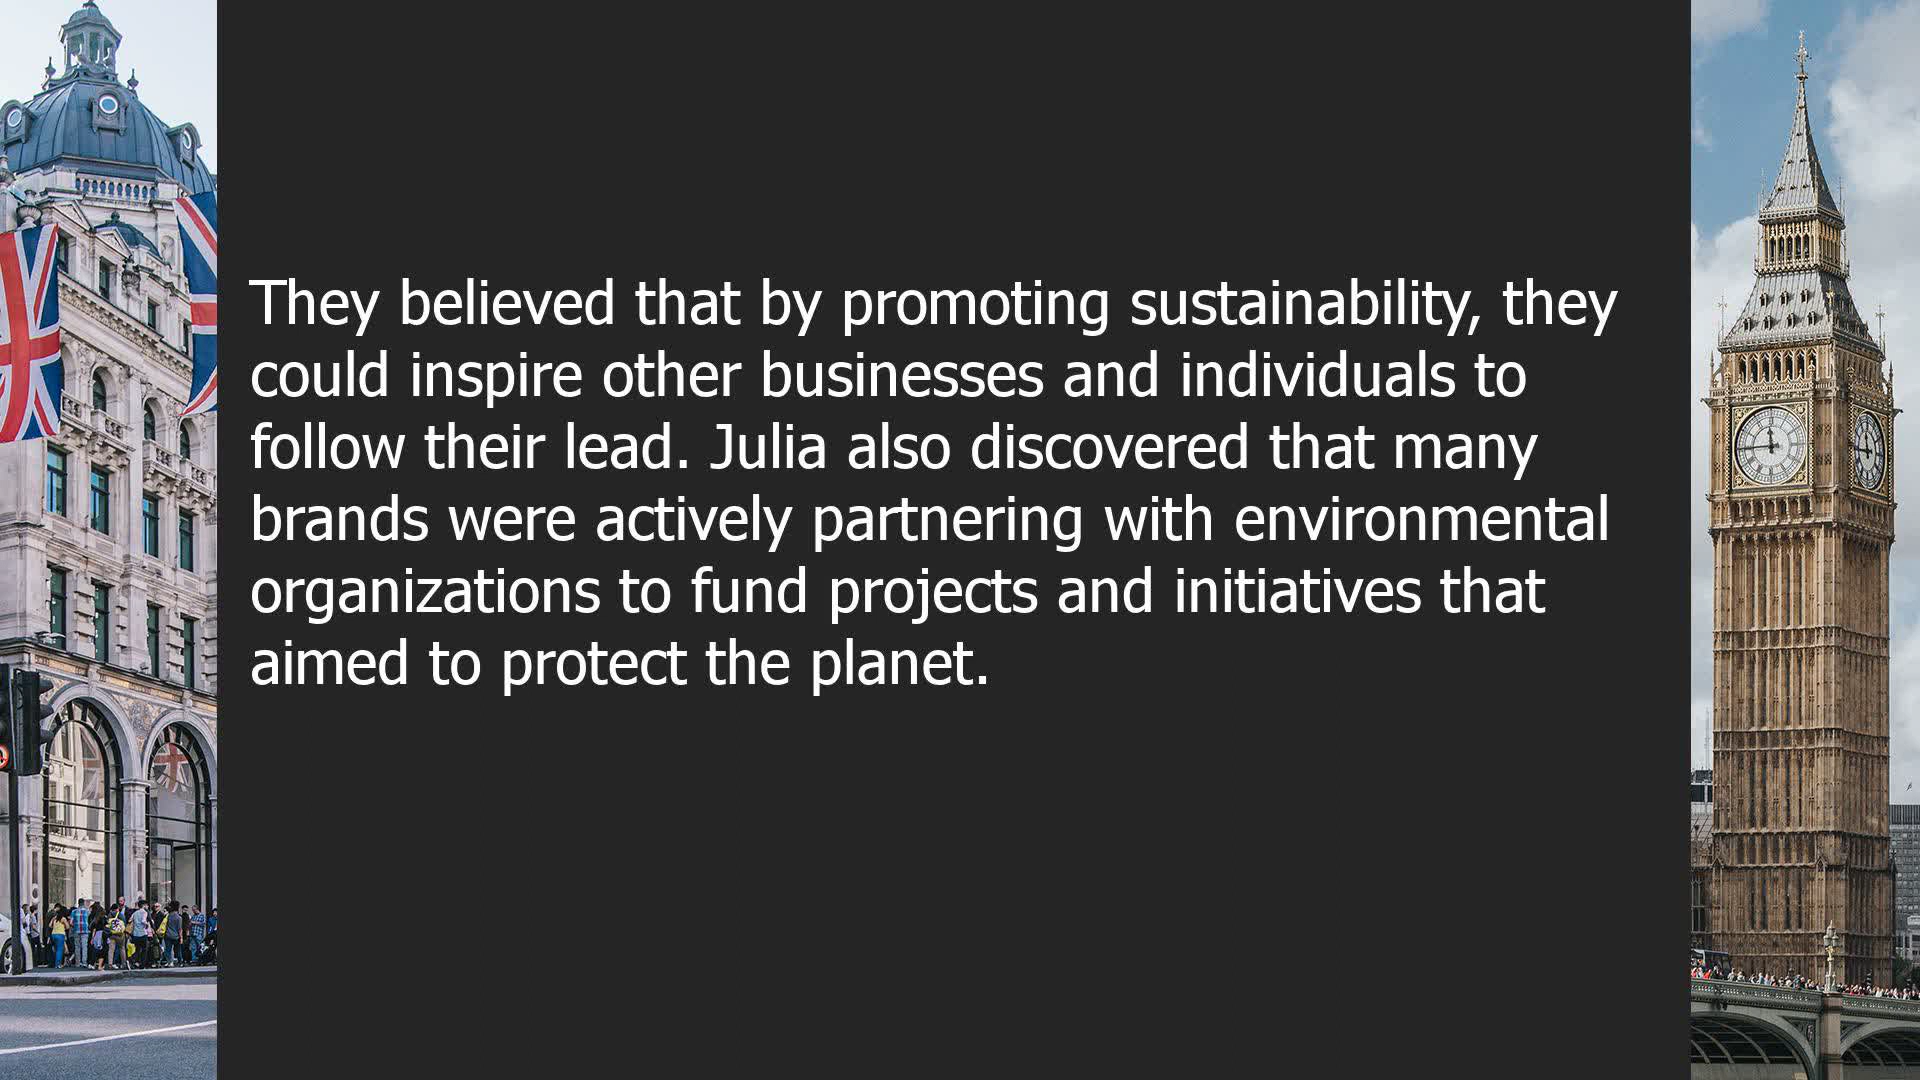 They believed that by promoting sustainability, they
could inspire other businesses and individuals to
follow their lead. Julia also discovered that many
brands were actively partnering with environmental
organizations to fund projects and initiatives that
aimed to protect the planet.